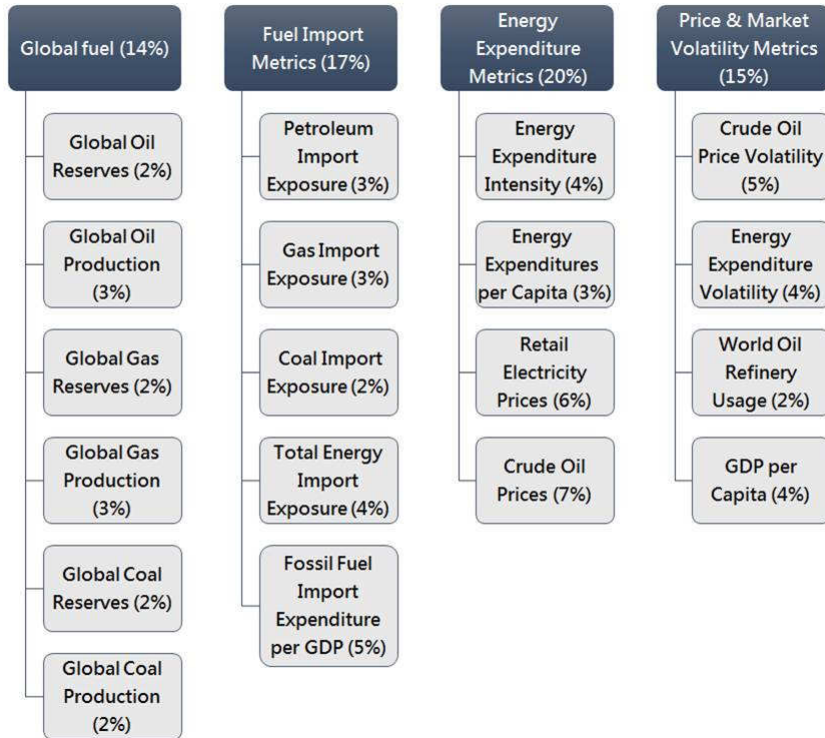 Global fuel (14%)
Global Oil
Reserves (2%)
Global Oil
Production
(3%)
Global Gas
Reserves (2%)
Global Gas
Production
(3%)
Global Coal
Reserves (2%)
Global Coal
Production
(2%)
Fuel Import
Metrics (17%)
Petroleum
Import
Exposure (3%)
Gas Import
Exposure (3%)
Coal Import
Exposure (2%)
Total Energy
Import
Exposure (4%)
Fossil Fuel
Import
Expenditure
per GDP (5%)
Energy
Expenditure
Metrics (20%)
Energy
Expenditure
Intensity (4%)
Energy
Expenditures
per Capita (3%)
Retail
Electricity
Prices (6%)
Crude Oil
Prices (7%)
Price & Market
Volatility Metrics
(15%)
Crude Oil
Price Volatility
(5%)
Energy
Expenditure
Volatility (4%)
World Oil
Refinery
Usage (2%)
GDP per
Capita (4%)